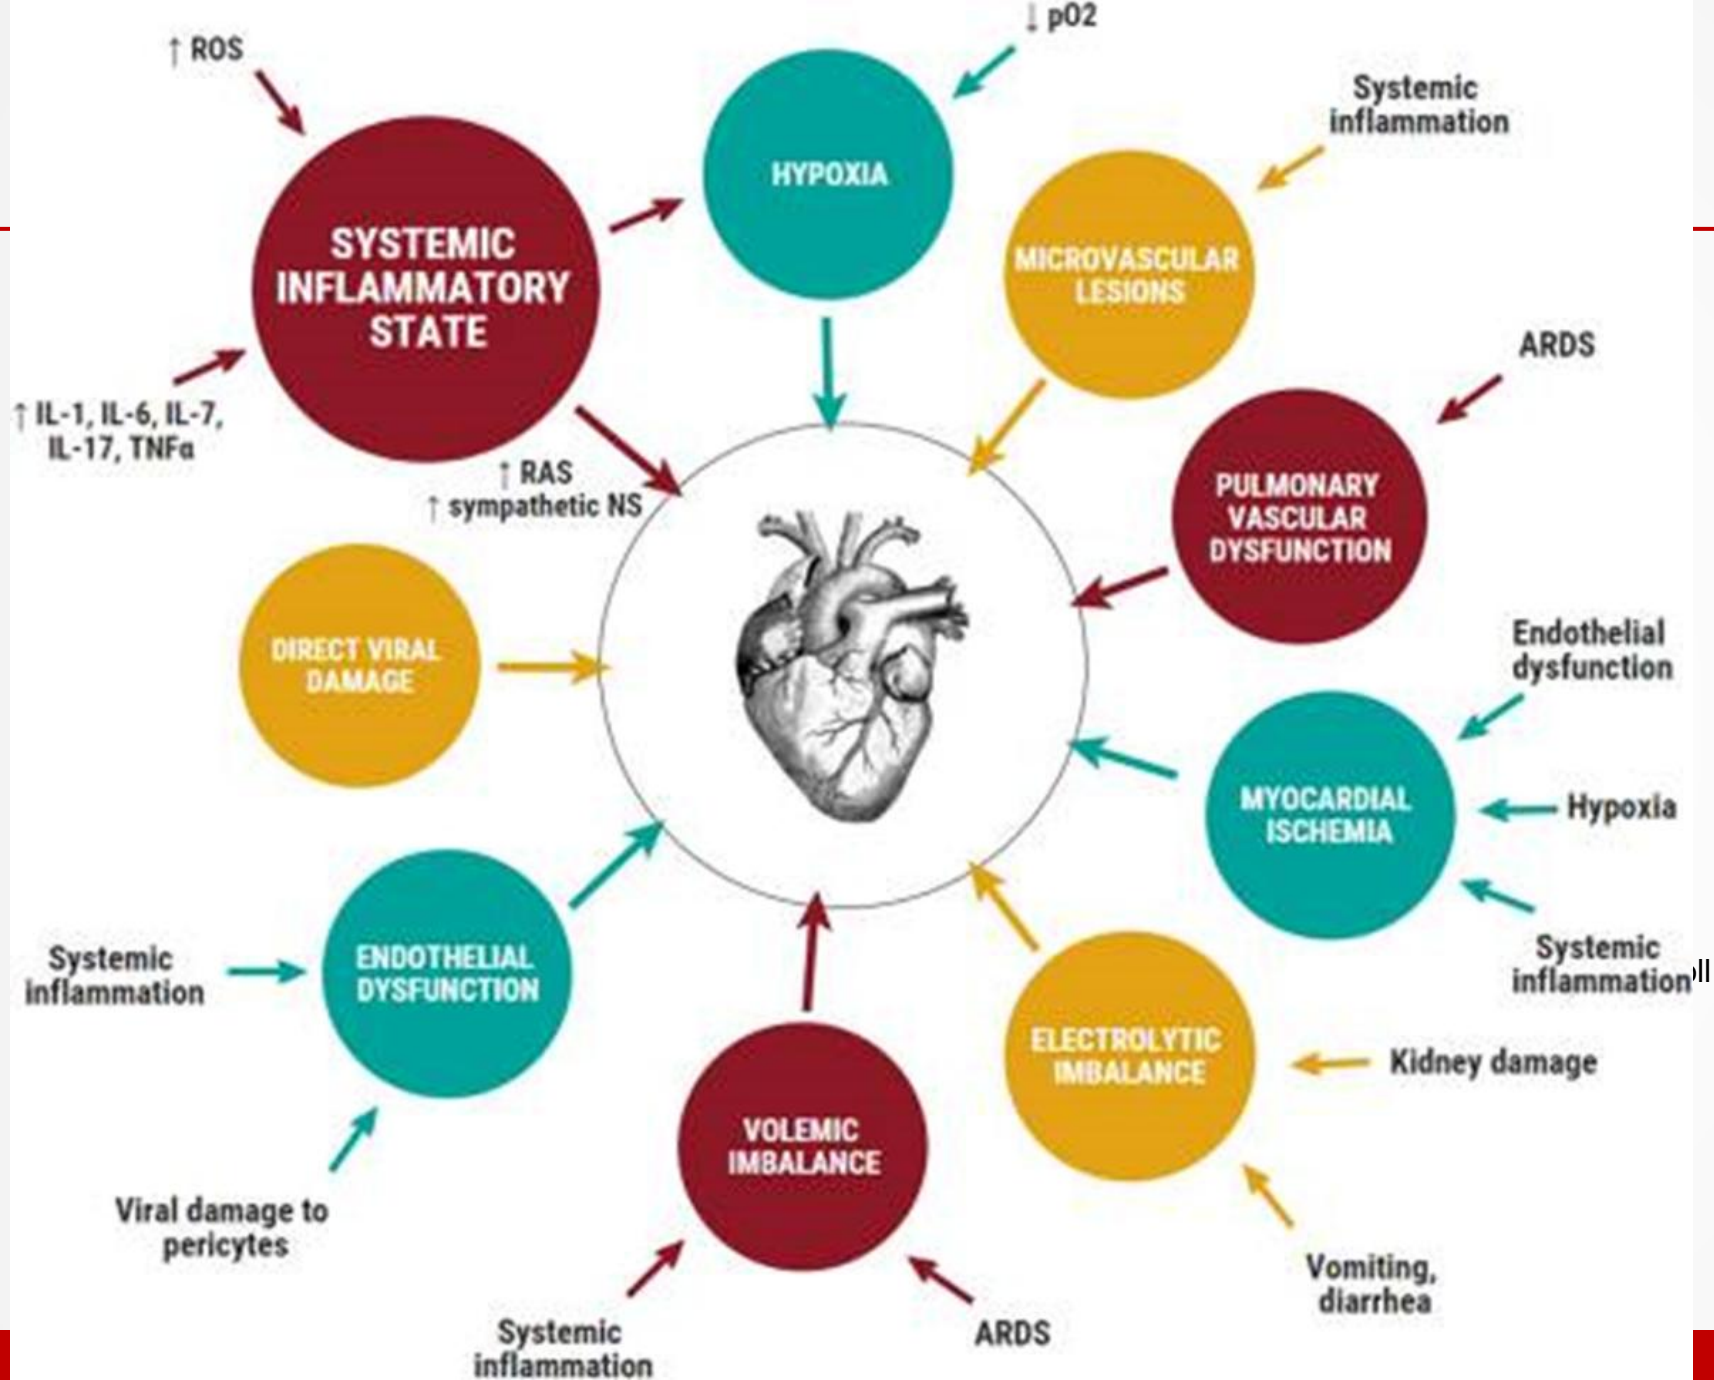 ↓ pO2
↑ ROS
Systemic
inflammation
HYPOXIA
SYSTEMIC
INFLAMMATORY
STATE
MICROVASCULAR
LESIONS
ARDS
↑ IL-1, IL-6, IL-7,
IL-17, TNFα
↑ RAS
↑ sympathetic NS
PULMONARY
VASCULAR
DYSFUNCTION
DIRECT VIRAL
DAMAGE
Endothelial
dysfunction
MYOCARDIAL
ISCHEMIA
Hypoxia
Systemic
inflammation
Systemic
inflammation
ENDOTHELIAL
DYSFUNCTION
ELECTROLYTIC
IMBALANCE
Kidney damage
VOLEMIC
IMBALANCE
Viral damage to
pericytes
Vomiting,
diarrhea
Systemic
inflammation
ARDS